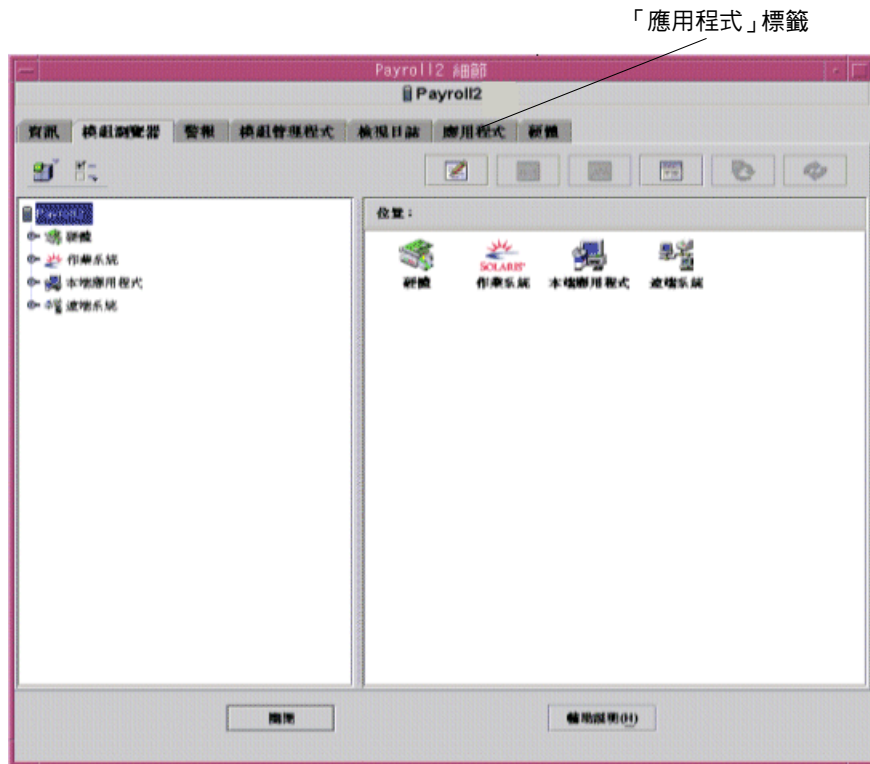 「應用程式」標籤
Payroll2 細節
Payroll2
資訊 模組瀏覽器 警報 模組管理程式 檢視日誌 應用程式 硬體
Payroll2
位置：
硬體
作業系統
本端應用程式
遠端系統
SOLARIS
硬體 作業系統 本端應用程式 遠端系統
關閉 輔助說明(H)